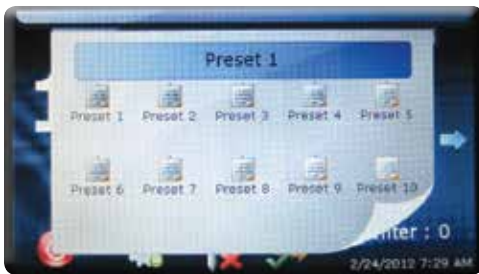 Preset 1
Preset 1 Preset 2 Preset 3 Preset 4 Preset 5
Preset 6 Preset 7 Preset 8 Preset 9 Preset 10
nter : 0
2/24/2012 7:29 AM